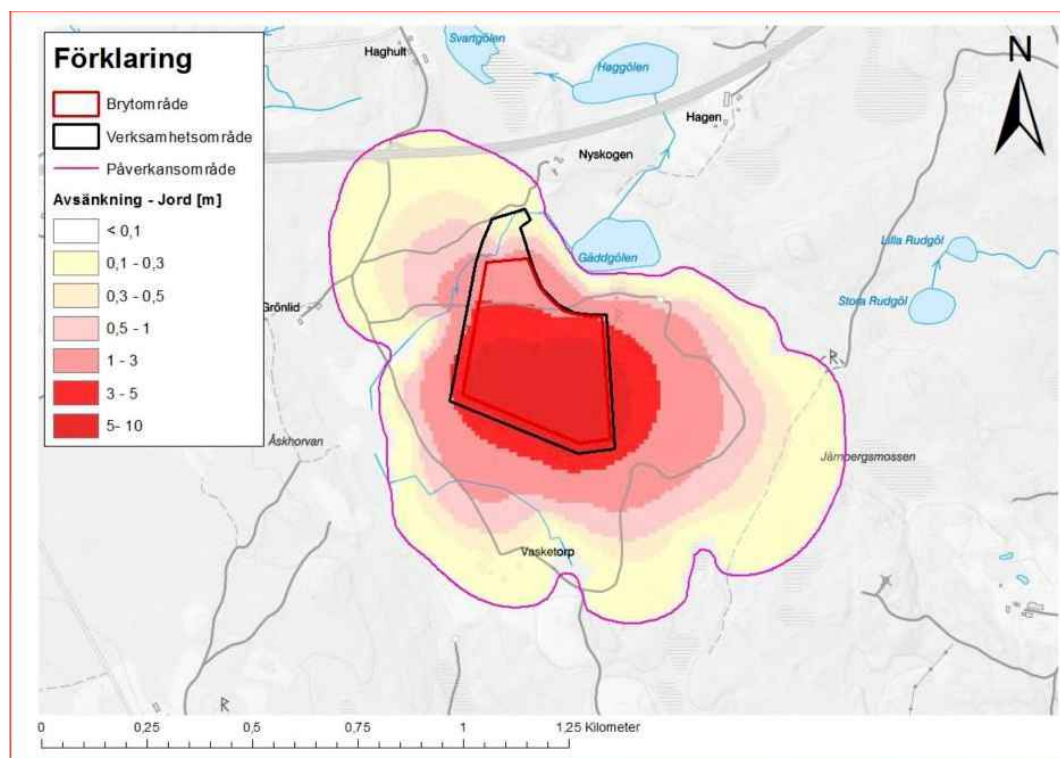 Förklaring
Brytområde
Verksamhetsområde
Påverkansområde
Avsänkning - Jord [m]
< 0,1
0,1 - 0,3
0,3 - 0,5
0,5 - 1
1 - 3
3 - 5
5- 10
Haghult
Svartgölen
Haggölen
Hagen
Nyskogen
Gäddgölen
Lilla Rudgöl
Stora Rudgöl
Grönlid
Åskhorvan
Järnbergsmossen
Vasketorp
N
R
R
0
0,25
0,5
0,75
1
1,25 Kilometer